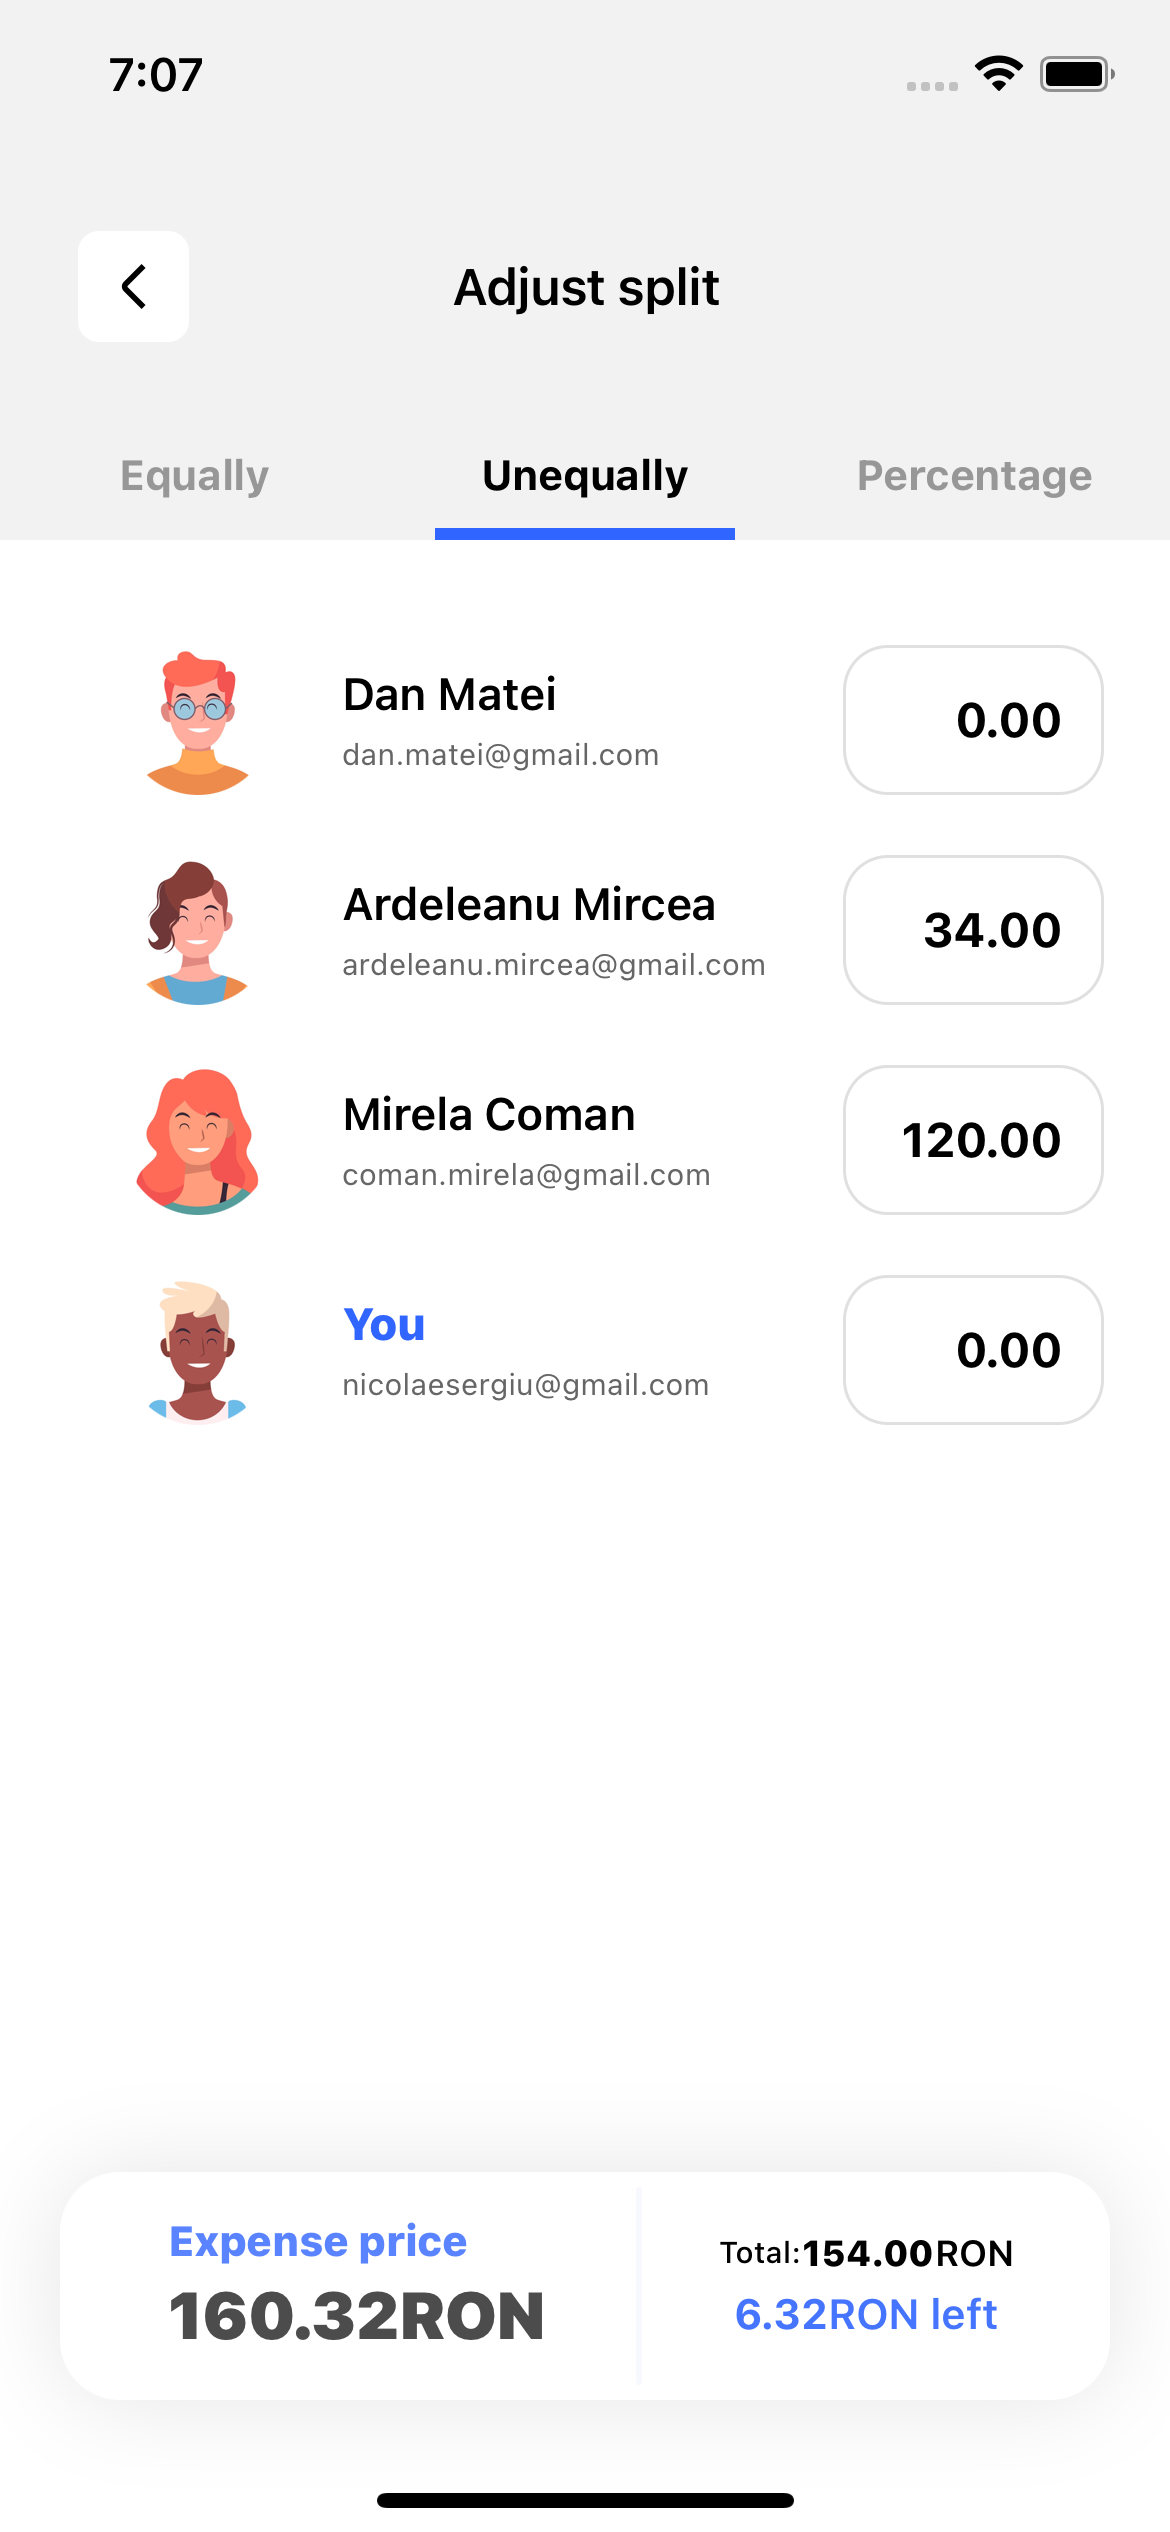 7:07
Adjust split
Equally Unequally Percentage
Dan Matei
dan.matei@gmail.com
0.00
Ardeleanu Mircea
ardeleanu.mircea@gmail.com
34.00
Mirela Coman
coman.mirela@gmail.com
120.00
You
nicolaesergiu@gmail.com
0.00
Expense price
160.32RON
Total:154.00RON
6.32RON left